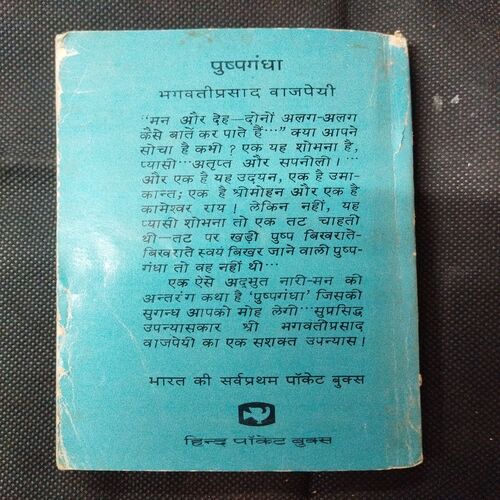 पुष्पगंधा
भगवतीप्रसाद वाजपेयी
"मन और देह—दोनों अलग-अलग
कैसे बातें कर पाते हैं…" क्या आपने
सोचा है कभी ? एक यह शोभना है,
प्यासी…अतृप्त और सपनीली ।…
और एक है यह उदयन, एक है उमा-
कान्त; एक है श्रीमोहन और एक है
कामेश्वर राय ! लेकिन नहीं, यह
प्यासी शोभना तो एक तट चाहती
थी—तट पर खड़ी पुष्प बिखराते-
बिखराते स्वयं बिखर जाने वाली पुष्प-
गंधा तो वह नहीं थी…
एक ऐसे अद्भुत नारी-मन की
अन्तरंग कथा है 'पुष्पगंधा' जिसकी
सुगन्ध आपको मोह लेगी…सुप्रसिद्ध
उपन्यासकार श्री भगवतीप्रसाद
वाजपेयी का एक सशक्त उपन्यास !
भारत की सर्वप्रथम पॉकेट बुक्स
हिन्द पॉकेट बुक्स